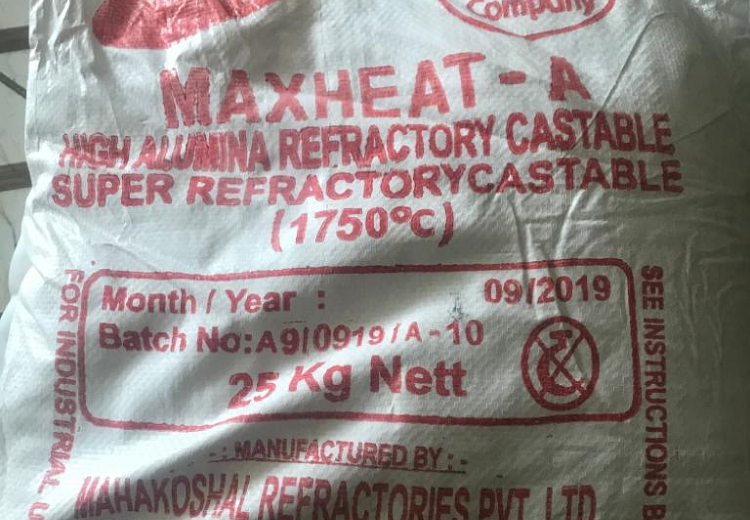 Company
MAXHEAT - A
HIGH ALUMINA REFRACTORY CASTABLE
SUPER REFRACTORYCASTABLE
(1750°C)
Month / Year : 09/2019
Batch No:A9/0919/A-10
25 Kg Nett
FOR INDUSTRIAL
SEE INSTRUCTIONS
-: MANUFACTURED BY :-
MAHAKOSHAL REFRACTORIES PVT. LTD